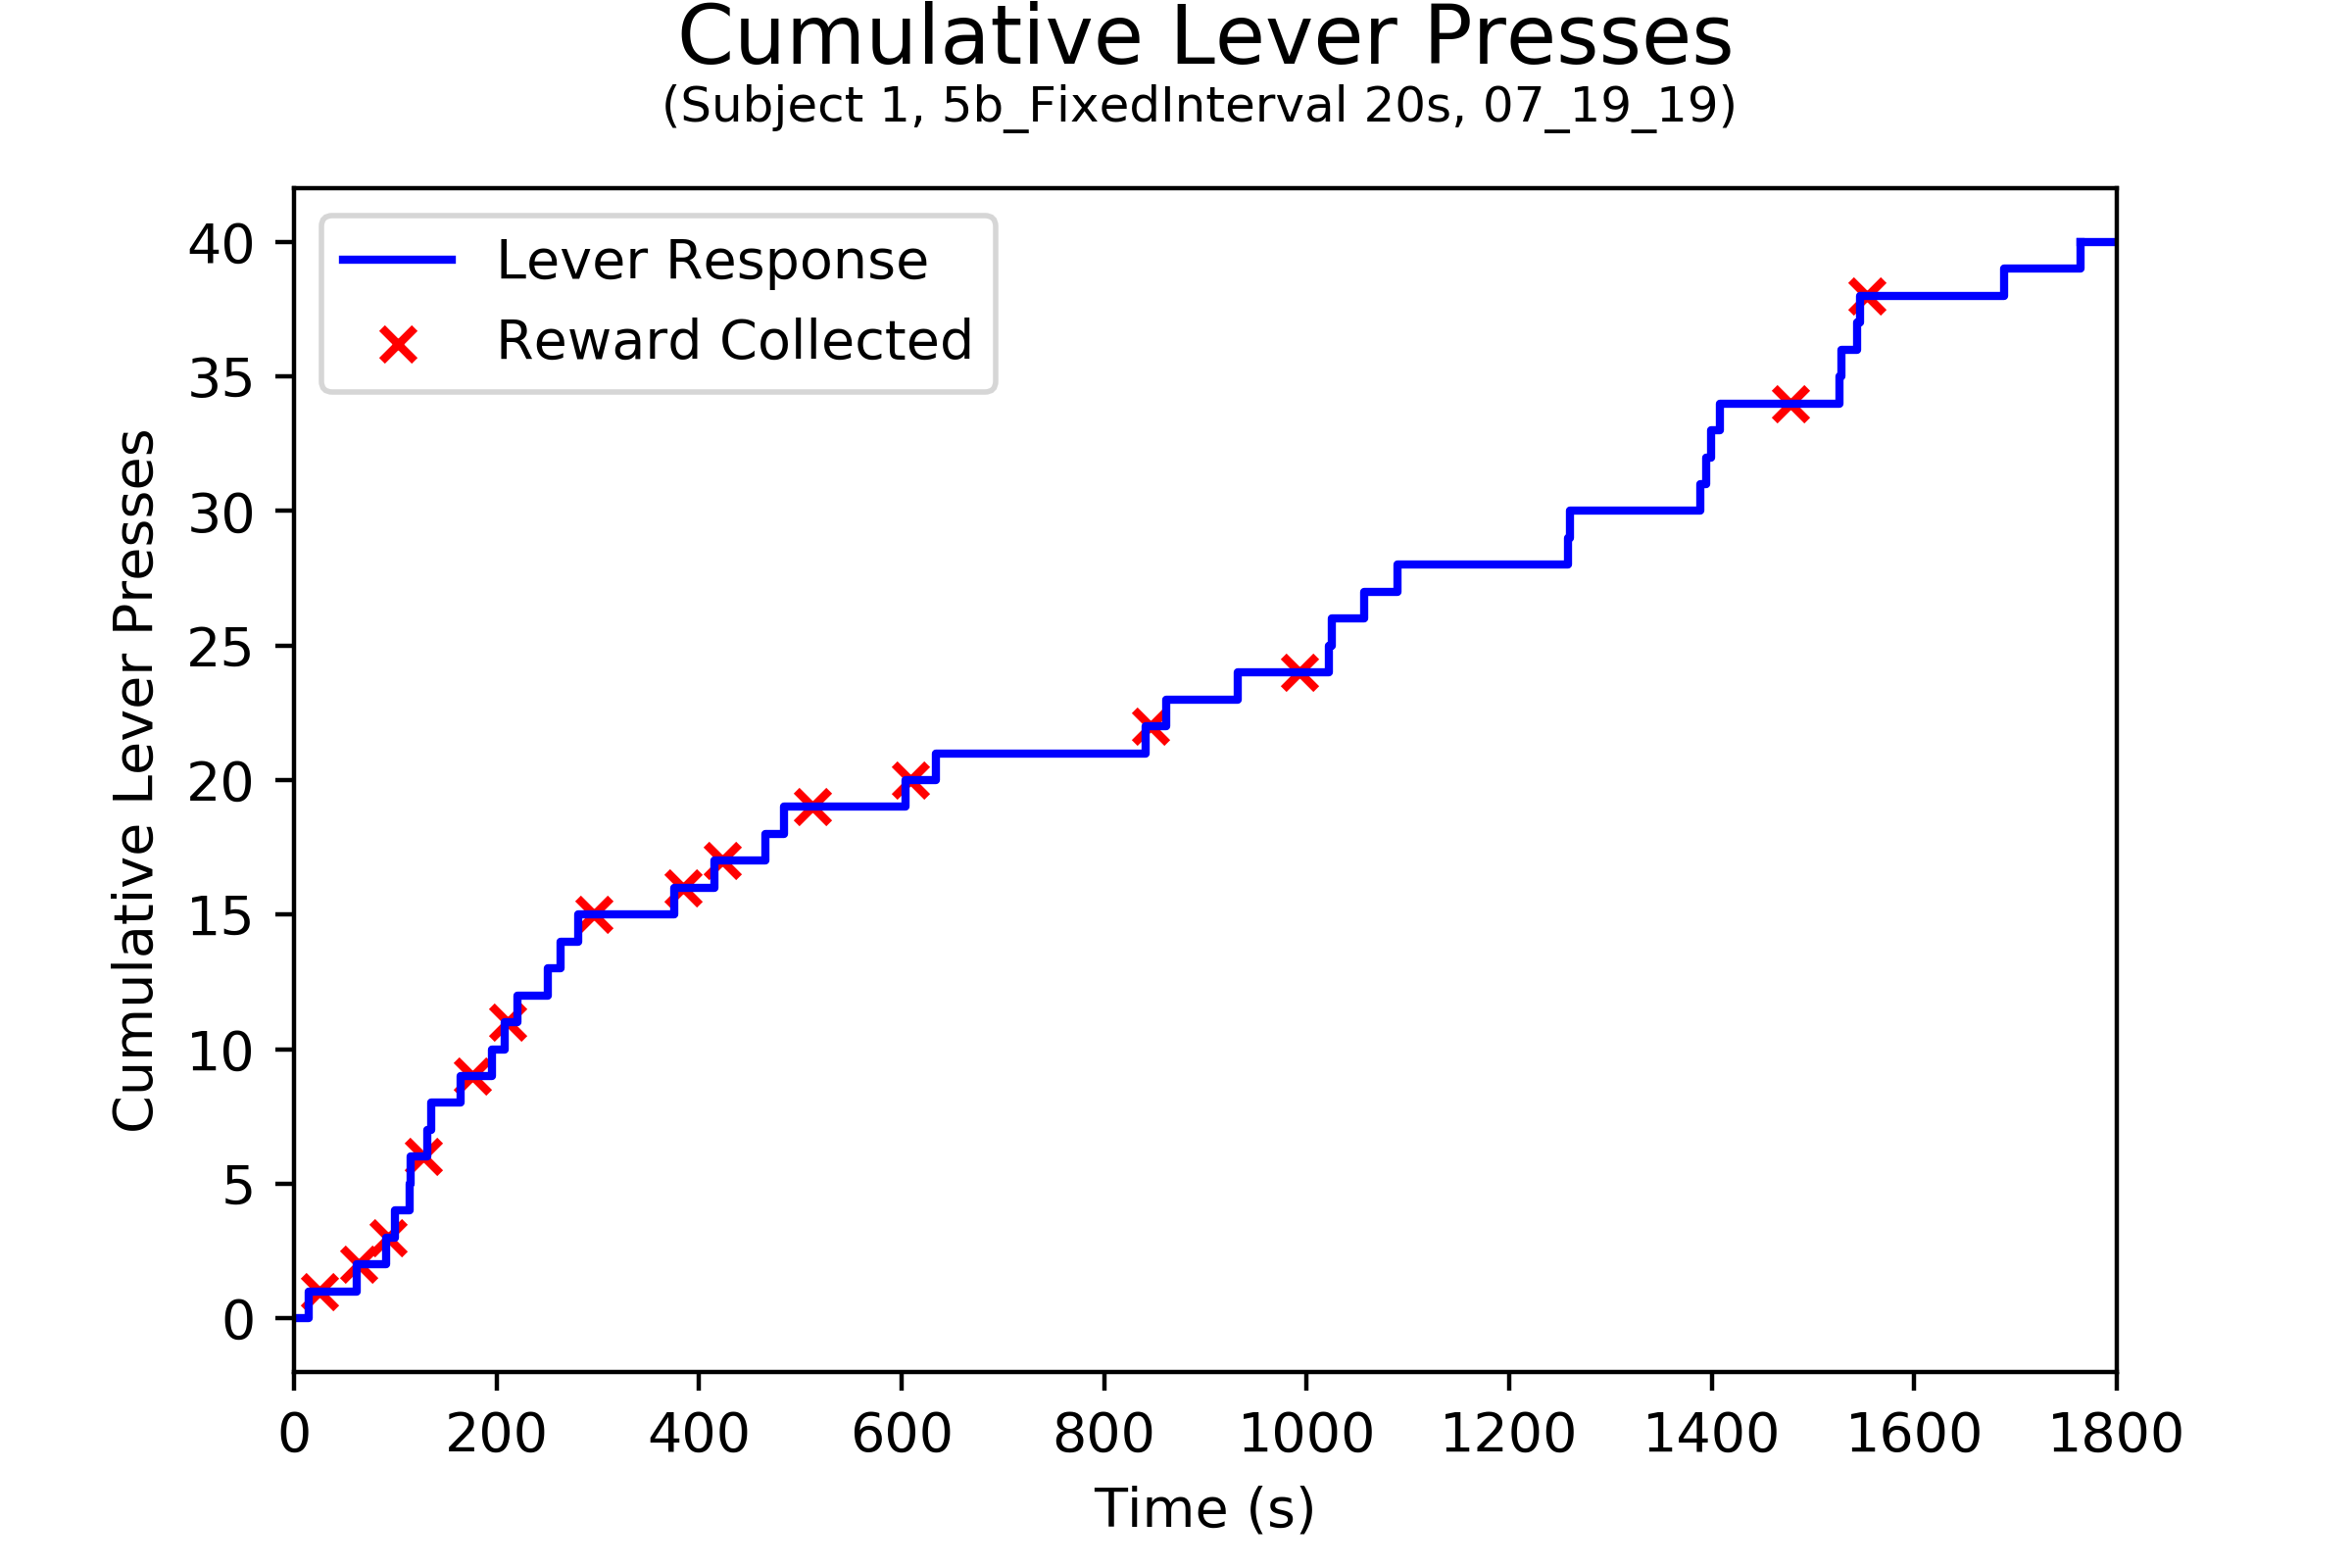 Cumulative Lever Presses
(Subject 1, 5b_FixedInterval 20s, 07_19_19)
Lever Response
Reward Collected
Cumulative Lever Presses
40
35
30
25
20
15
10
5
0
0 200 400 600 800 1000 1200 1400 1600 1800
Time (s)